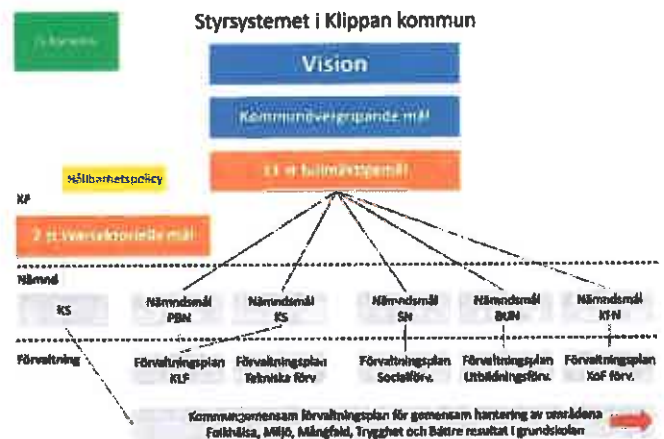 Styrsystemet i Klippan kommun
Vision
Kommunövergripande mål
11 st fullmäktigemål
Hållbarhetspolicy
KF
2 st tvärsektoriella mål
Nämnd
KS
Nämndsmål PBN
Nämndsmål KS
Nämndsmål SN
Nämndsmål BUN
Nämndsmål KFN
Förvaltning
Förvaltningsplan KLF
Förvaltningsplan Tekniska förv
Förvaltningsplan Socialförv.
Förvaltningsplan Utbildningsförv.
Förvaltningsplan KoF förv.
Kommungemensam förvaltningsplan för gemensam hantering av områdena
Folkhälsa, Miljö, Mångfald, Trygghet och Bättre resultat i grundskolan